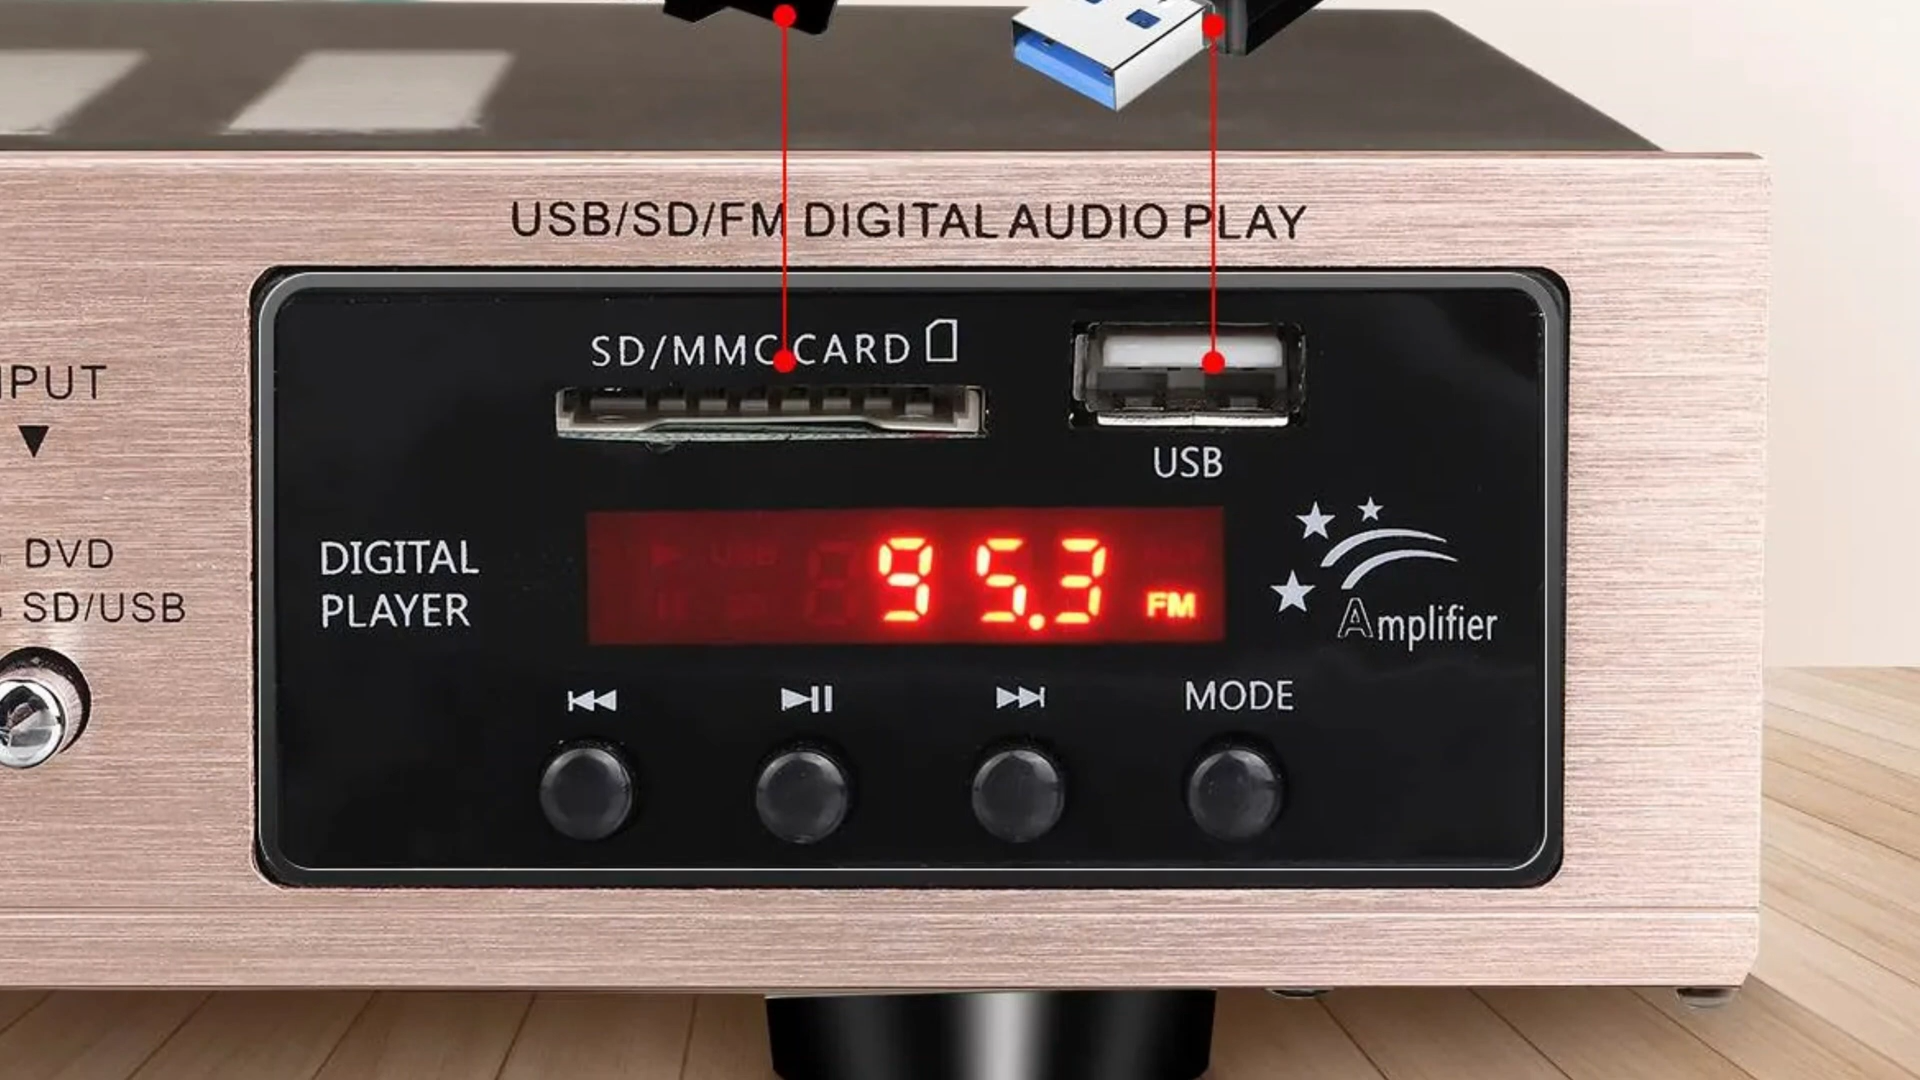 USB/SD/FM DIGITAL AUDIO PLAY
SD/MMC CARD
USB
DVD
SD/USB
DIGITAL
PLAYER
95.3 FM
Amplifier
MODE